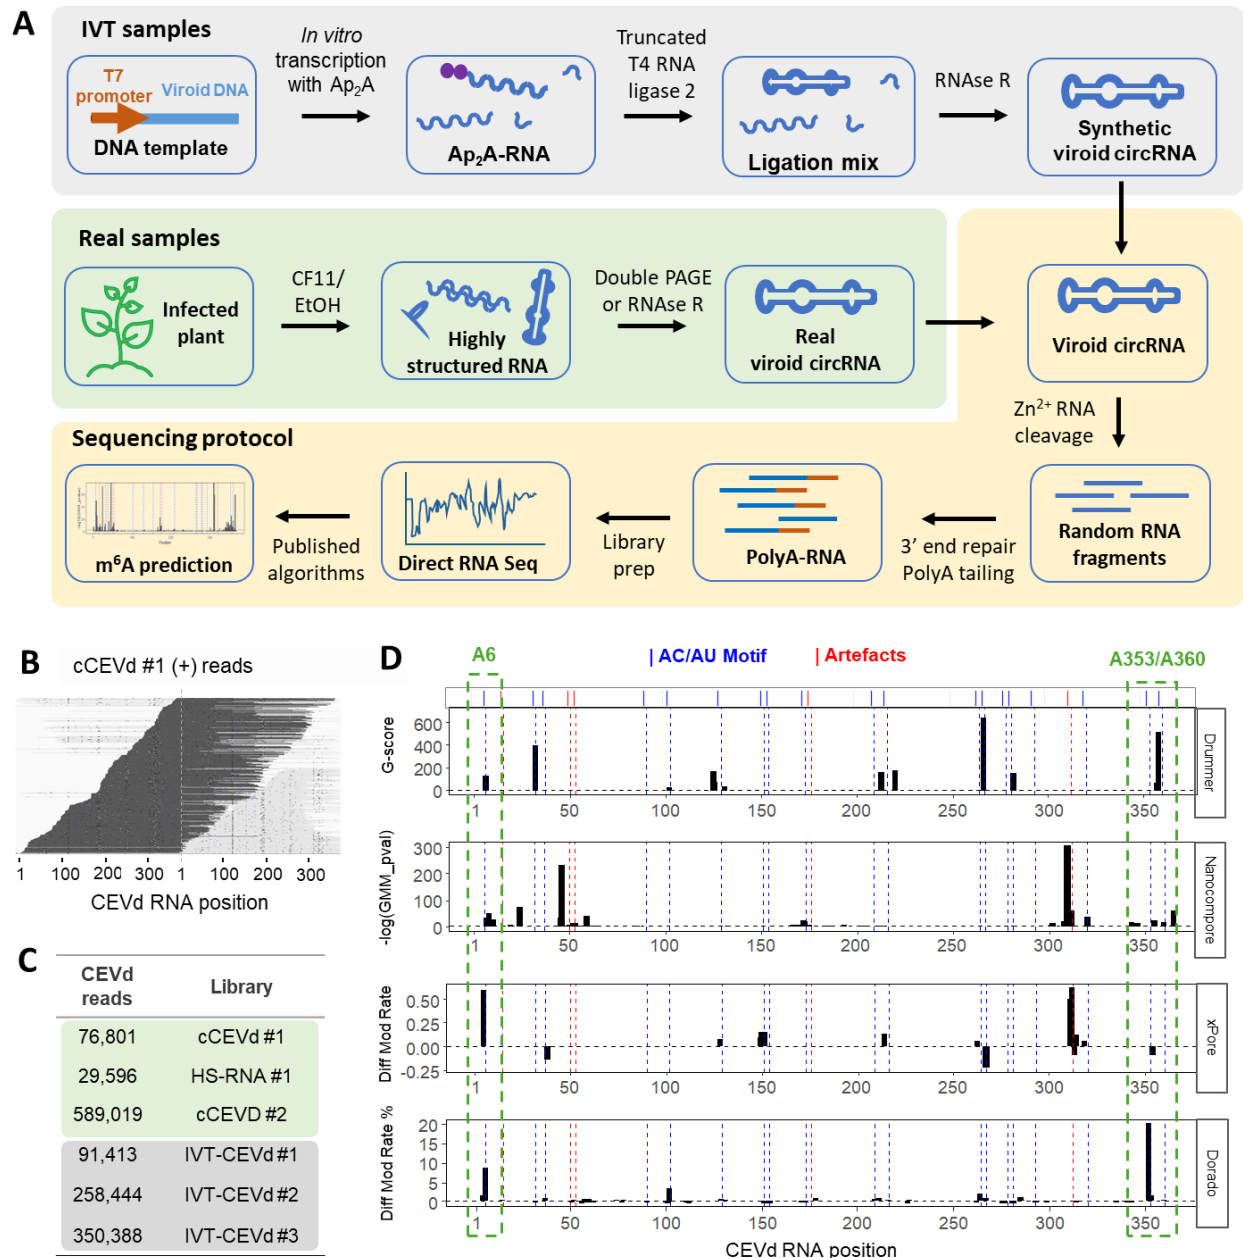 A
IVT samples
T7
promoter
Viroid DNA
DNA template
In vitro
transcription
with Ap2A
Ap2A-RNA
Truncated
T4 RNA
ligase 2
Ligation mix
RNAse R
Synthetic
viroid circRNA
Real samples
Infected
plant
CF11/
EtOH
Highly
structured RNA
Double PAGE
or RNAse R
Real
viroid circRNA
Viroid circRNA
Zn2+ RNA
cleavage
Sequencing protocol
m6A prediction
Published
algorithms
Direct RNA Seq
Library
prep
PolyA-RNA
3′ end repair
PolyA tailing
Random RNA
fragments
B
cCEVd #1 (+) reads
1 100 200 300 1 100 200 300
CEVd RNA position
C
CEVd
reads
Library
76,801 cCEVd #1
29,596 HS-RNA #1
589,019 cCEVD #2
91,413 IVT-CEVd #1
258,444 IVT-CEVd #2
350,388 IVT-CEVd #3
D
A6
| AC/AU Motif
| Artefacts
A353/A360
G-score
600
400
200
0
1 50 100 150 200 250 300 350
Drummer
-log(GMM_pval)
300
200
100
0
1 50 100 150 200 250 300 350
Nanocompore
Diff Mod Rate
0.50
0.25
0.00
-0.25
1 50 100 150 200 250 300 350
xPore
Diff Mod Rate %
20
15
10
5
0
1 50 100 150 200 250 300 350
Dorado
CEVd RNA position